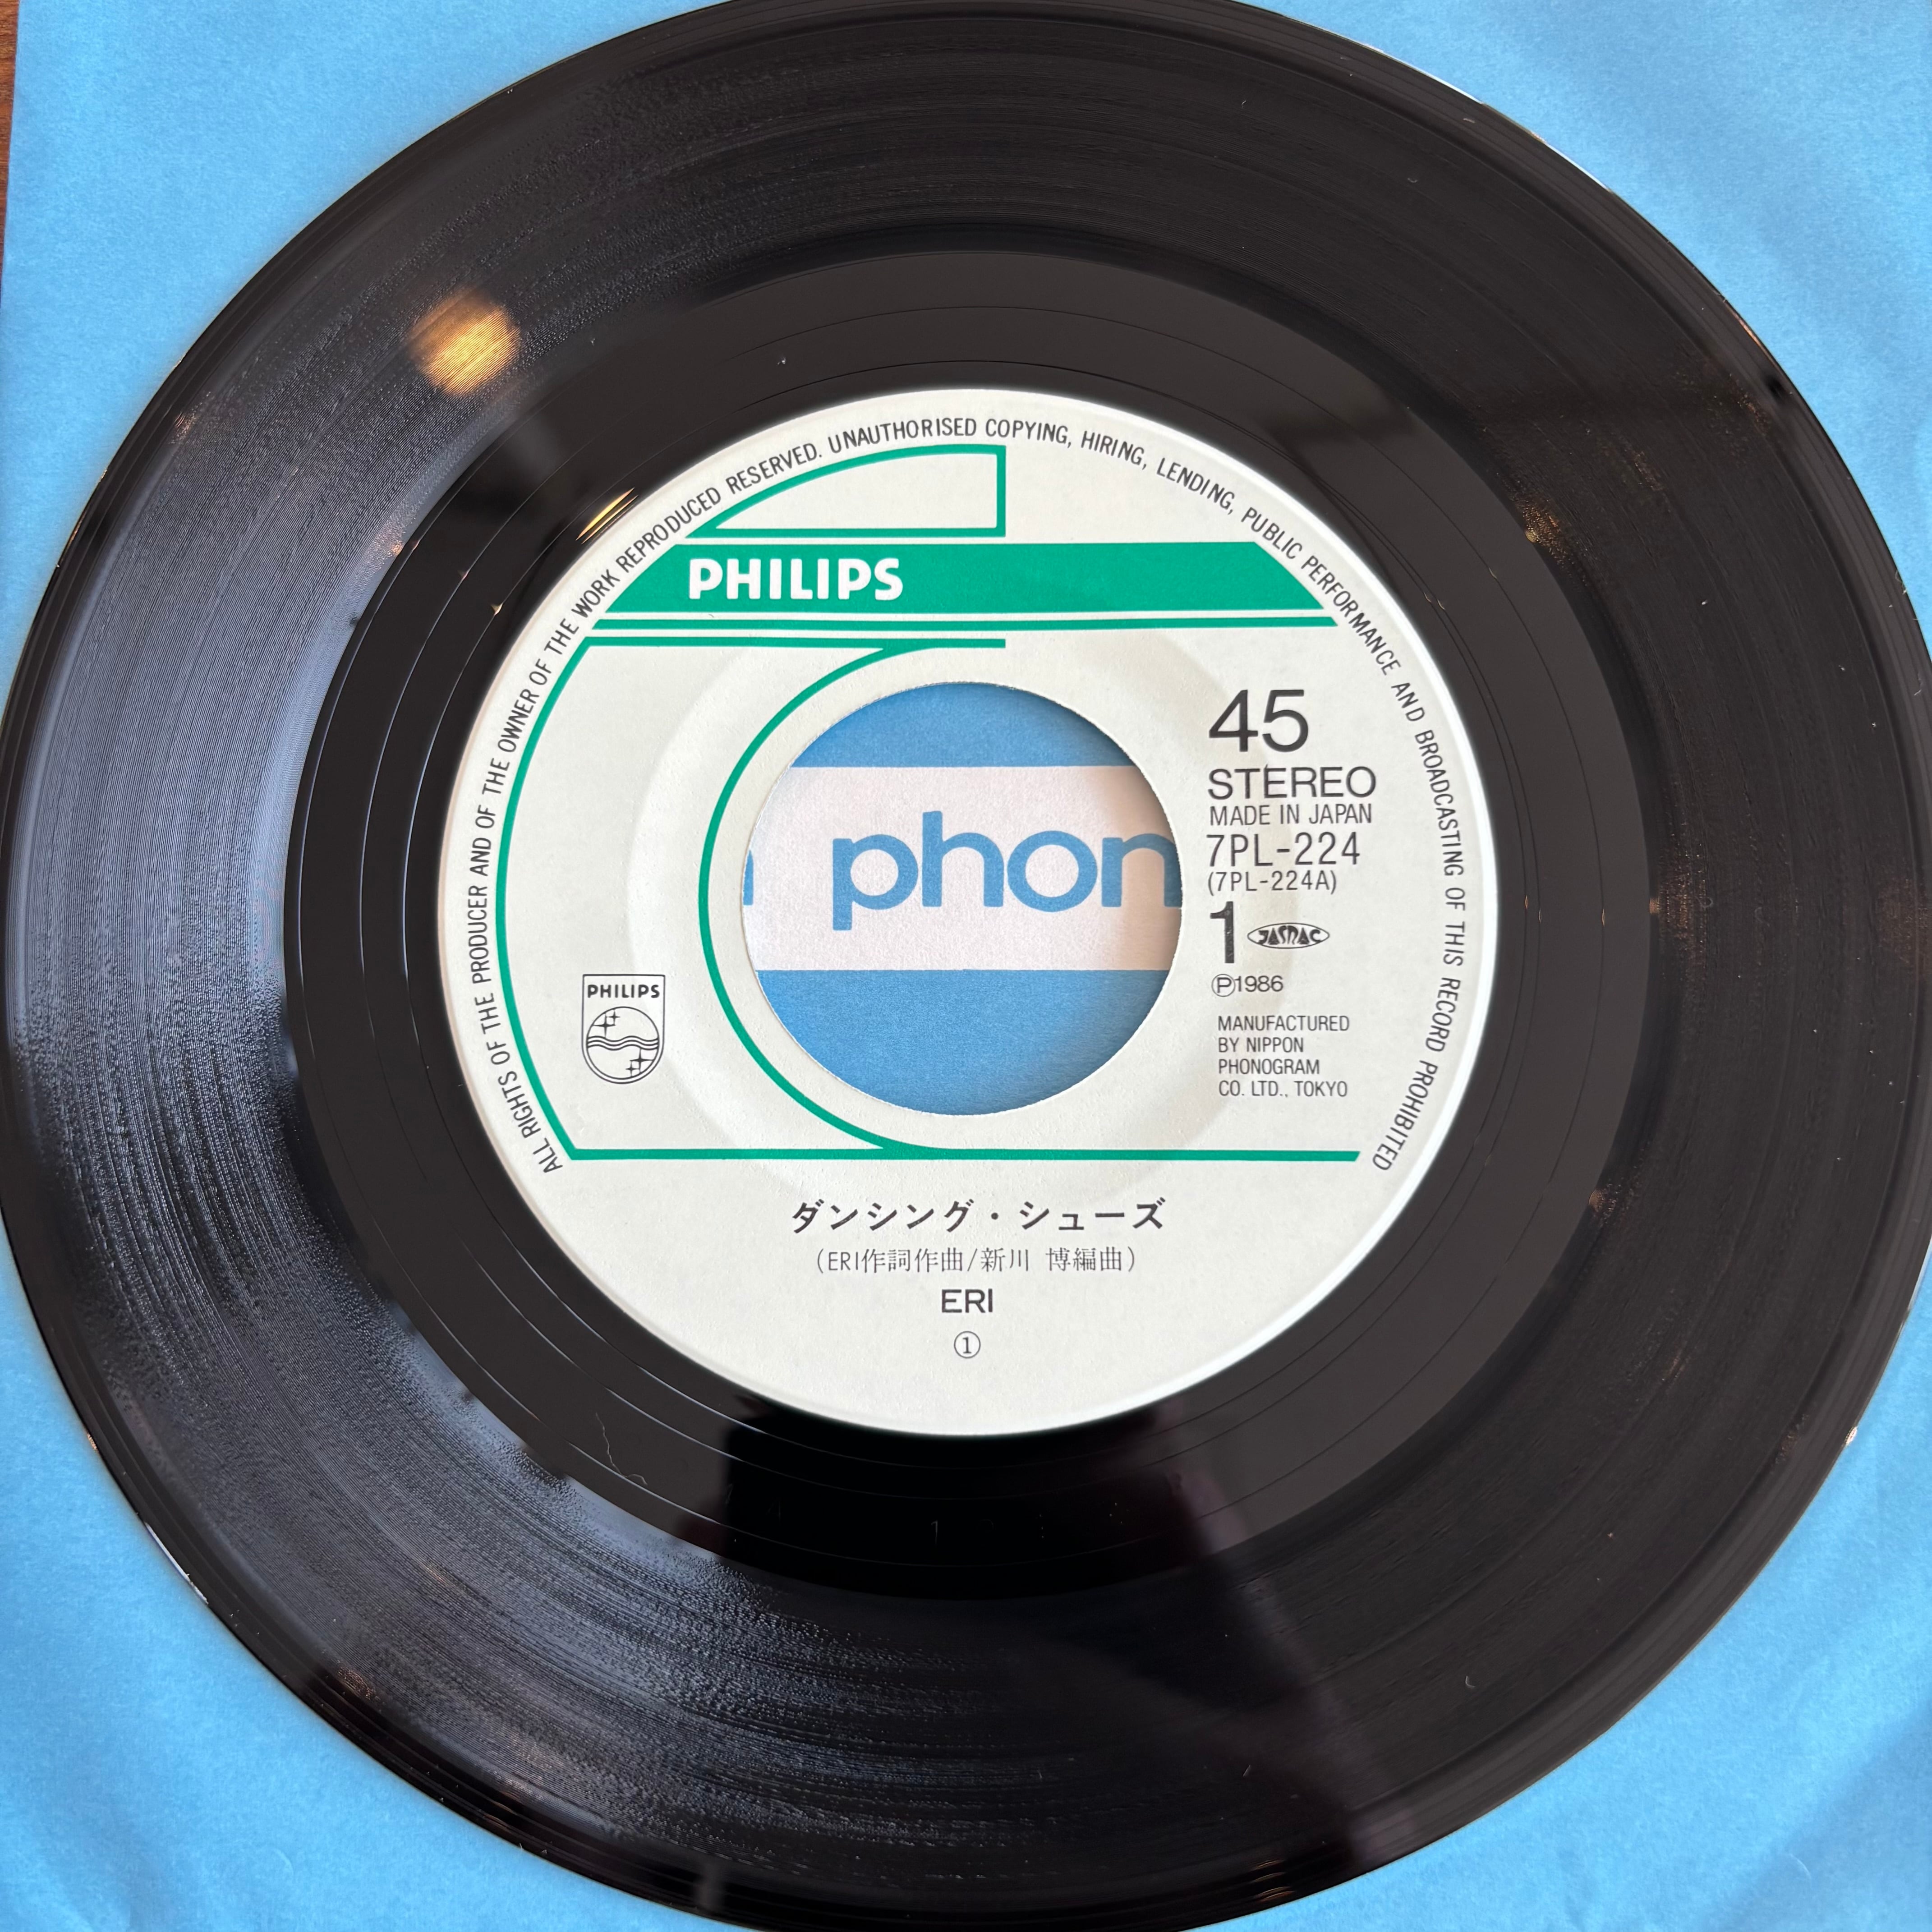 ALL RIGHTS OF THE PRODUCER AND OF THE OWNER OF THE WORK REPRODUCED RESERVED. UNAUTHORISED COPYING, HIRING, LENDING, PUBLIC PERFORMANCE AND BROADCASTING OF THIS RECORD PROHIBITED
PHILIPS
45
STEREO
MADE IN JAPAN
7PL-224
(7PL-224A)
1 JASRAC
Ⓟ1986
MANUFACTURED
BY NIPPON
PHONOGRAM
CO. LTD., TOKYO
PHILIPS
phon
ダンシング・シューズ
(ERI作詞作曲/新川 博編曲)
ERI
①